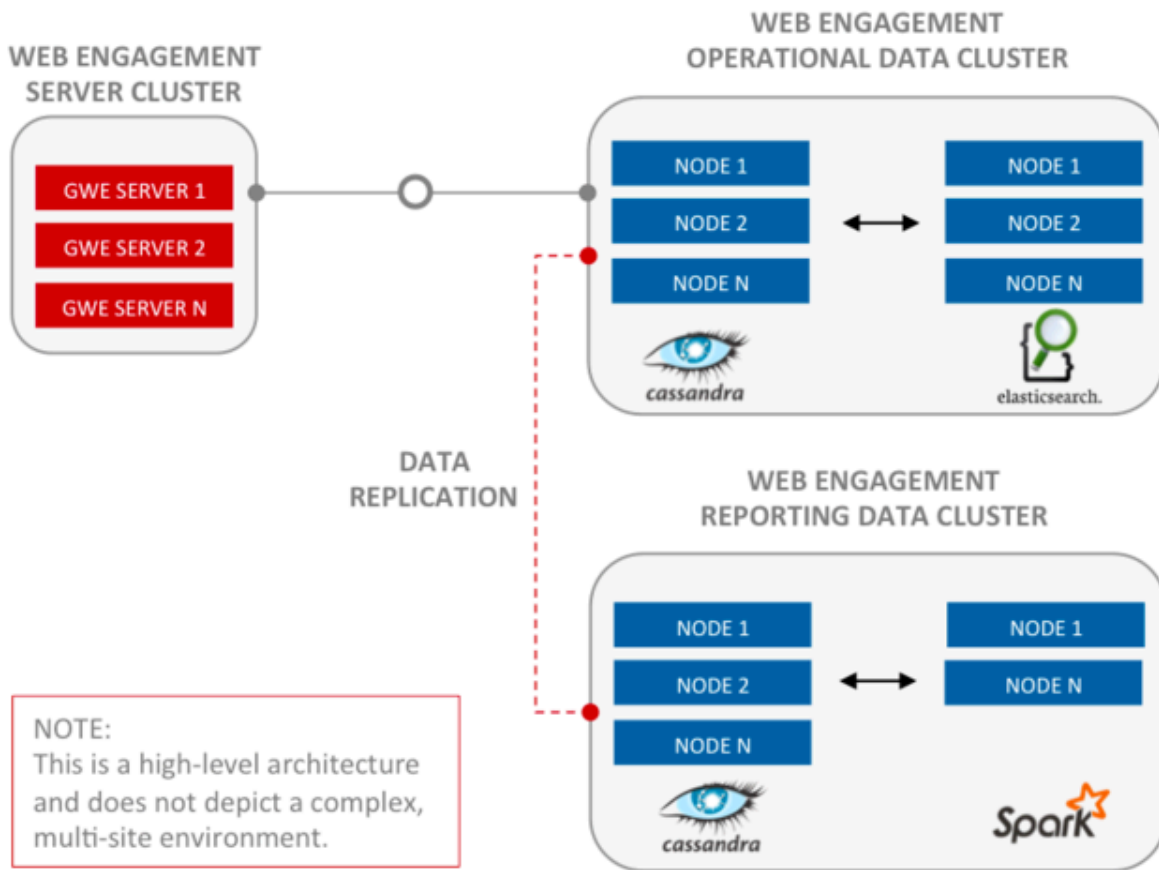 WEB ENGAGEMENT
SERVER CLUSTER
GWE SERVER 1
GWE SERVER 2
GWE SERVER N
WEB ENGAGEMENT
OPERATIONAL DATA CLUSTER
NODE 1
NODE 2
NODE N
cassandra
NODE 1
NODE 2
NODE N
elasticsearch.
DATA
REPLICATION
WEB ENGAGEMENT
REPORTING DATA CLUSTER
NODE 1
NODE 2
NODE N
cassandra
NODE 1
NODE N
Spark
NOTE:
This is a high-level architecture
and does not depict a complex,
multi-site environment.